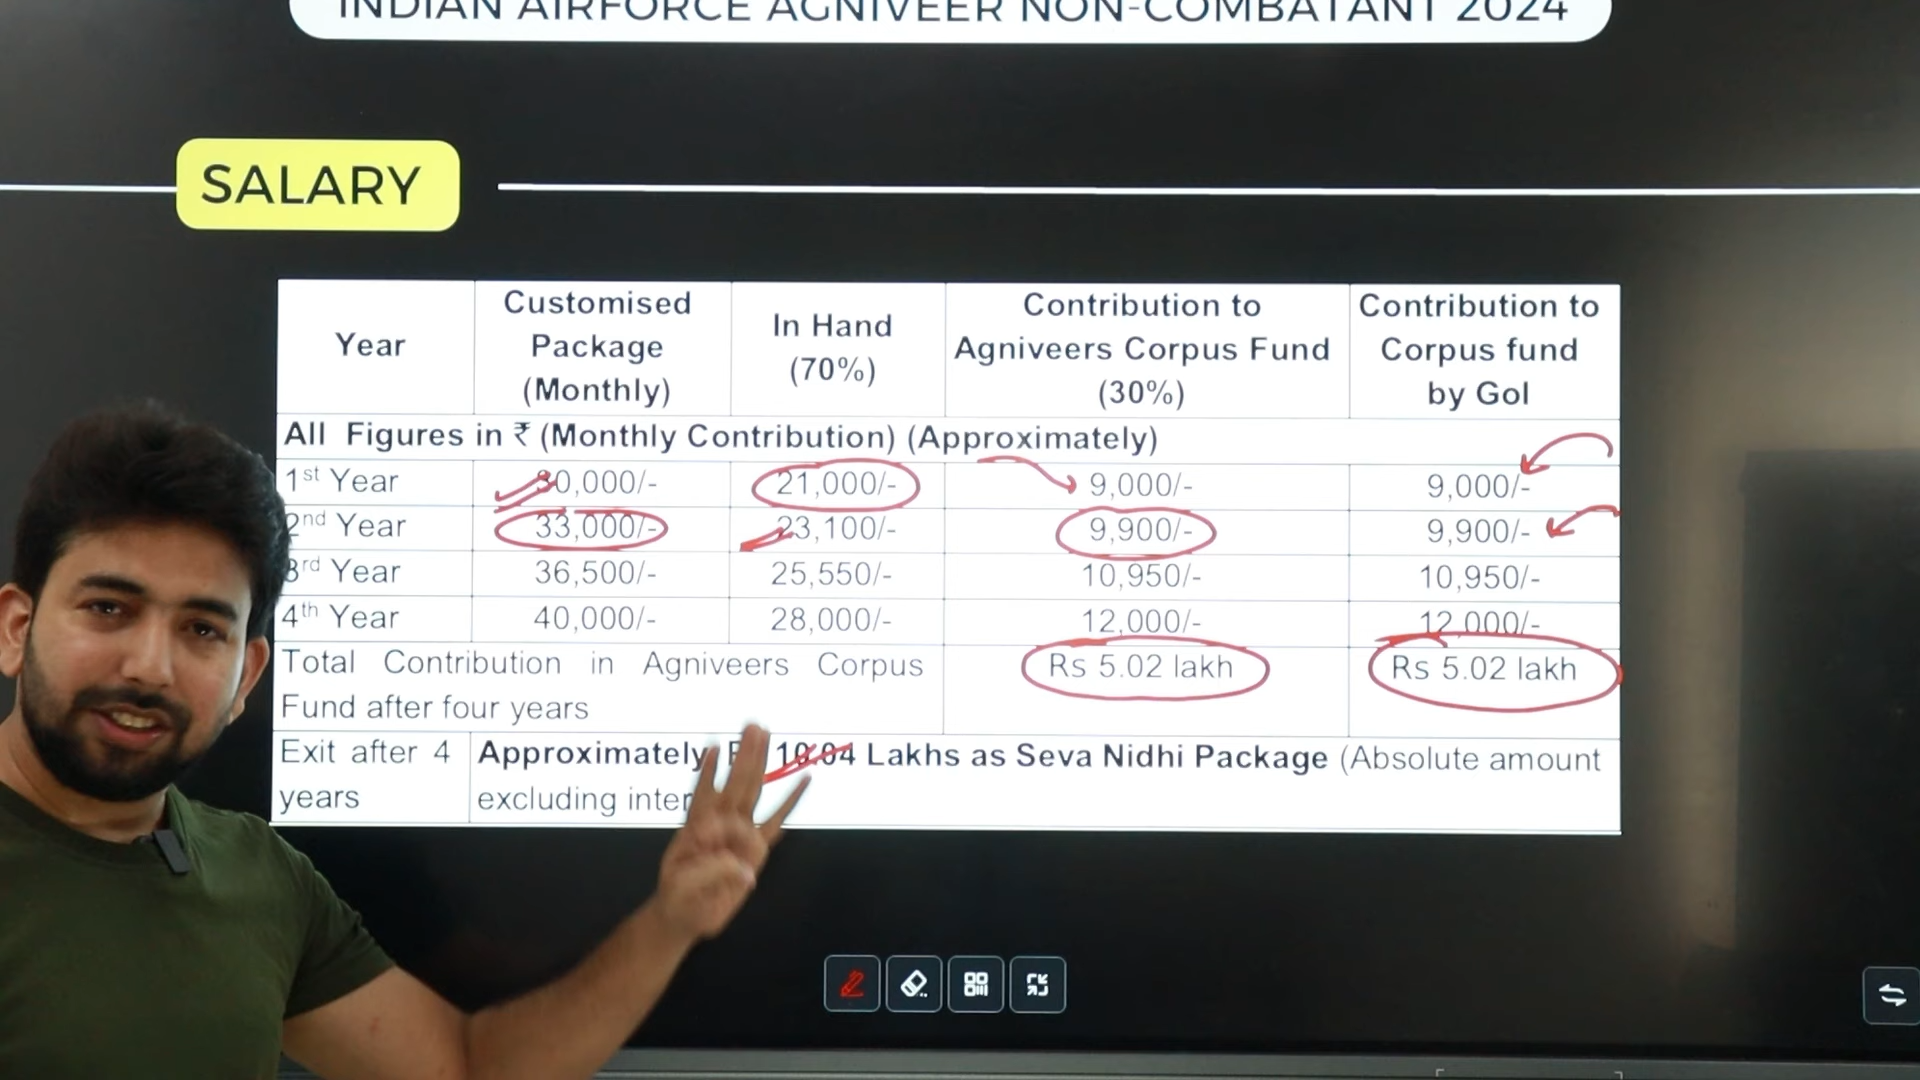 INDIAN AIRFORCE AGNIVEER NON-COMBATANT 2024
SALARY
Year
Customised
Package
(Monthly)
In Hand
(70%)
Contribution to
Agniveers Corpus Fund
(30%)
Contribution to
Corpus fund
by GoI
All Figures in ₹ (Monthly Contribution) (Approximately)
1st Year 30,000/- 21,000/- 9,000/- 9,000/-
2nd Year 33,000/- 23,100/- 9,900/- 9,900/-
3rd Year 36,500/- 25,550/- 10,950/- 10,950/-
4th Year 40,000/- 28,000/- 12,000/- 12,000/-
Total Contribution in Agniveers Corpus
Fund after four years
Rs 5.02 lakh
Rs 5.02 lakh
Exit after 4
years
Approximately 10.04 Lakhs as Seva Nidhi Package (Absolute amount
excluding